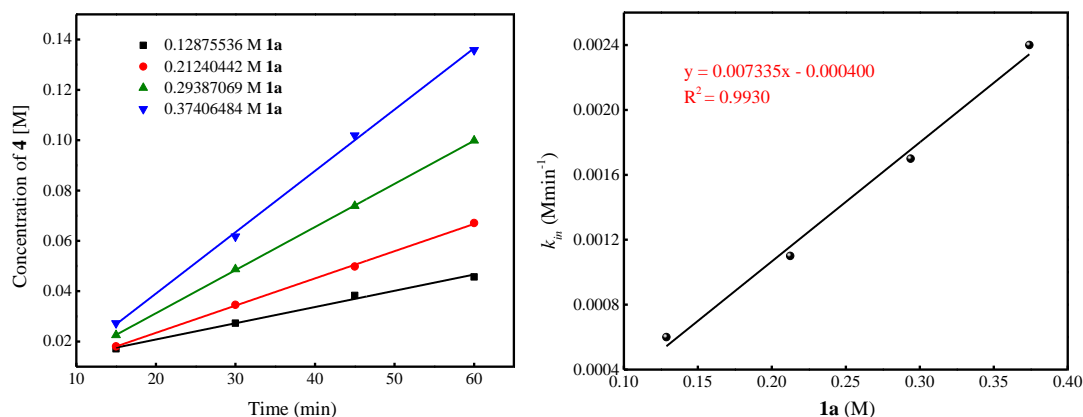 Concentration of 4 [M]
0.14
0.12
0.10
0.08
0.06
0.04
0.02
0.12875536 M 1a
0.21240442 M 1a
0.29387069 M 1a
0.37406484 M 1a
10 20 30 40 50 60
Time (min)
k_in (Mmin⁻¹)
0.0024
0.0020
0.0016
0.0012
0.0008
0.0004
y = 0.007335x - 0.000400
R² = 0.9930
0.10 0.15 0.20 0.25 0.30 0.35 0.40
1a (M)